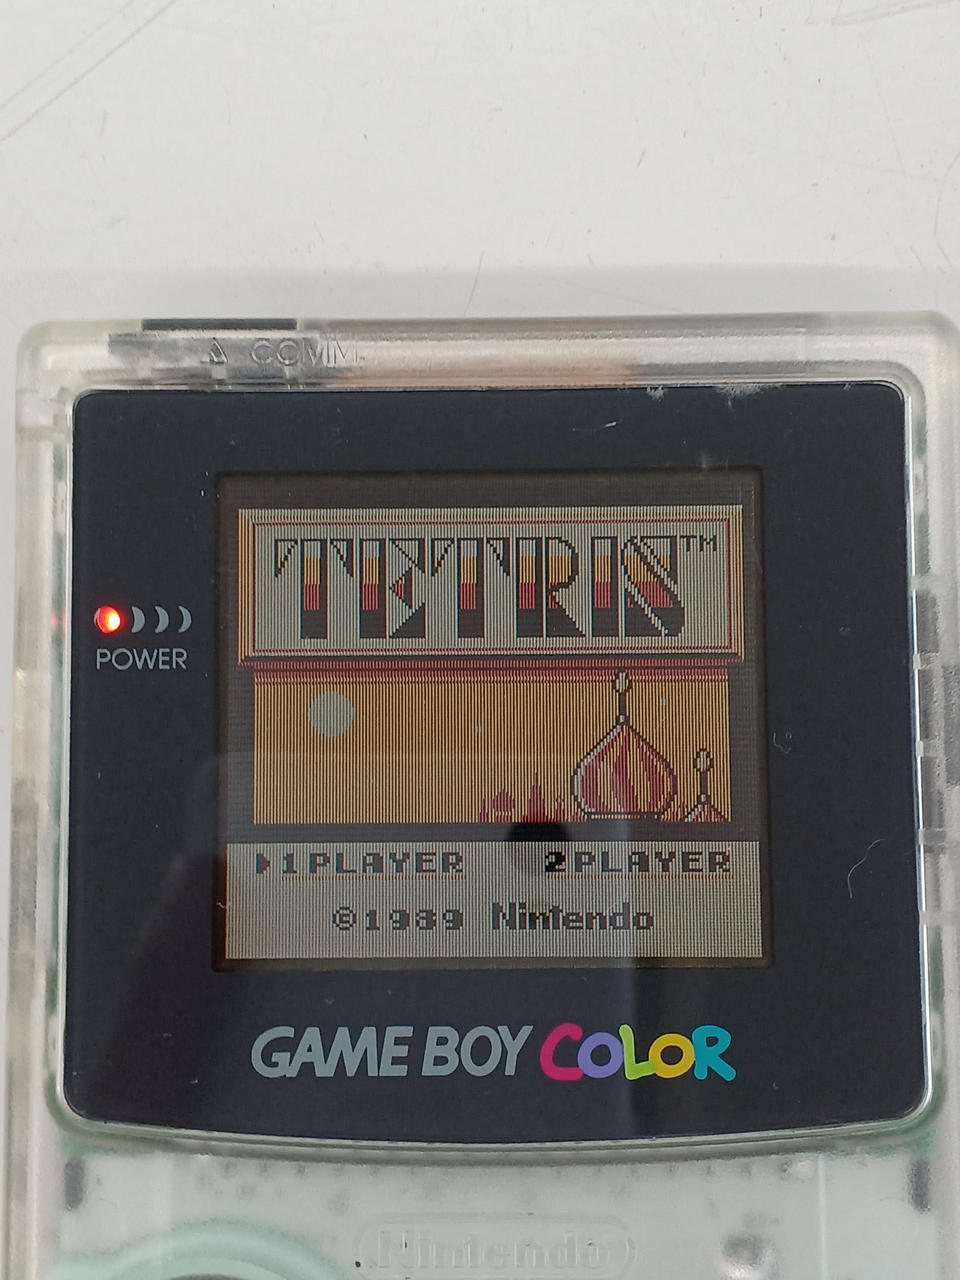 COMM.
TETRIS™
POWER
1PLAYER 2PLAYER
©1989 Nintendo
GAME BOY COLOR
Nintendo